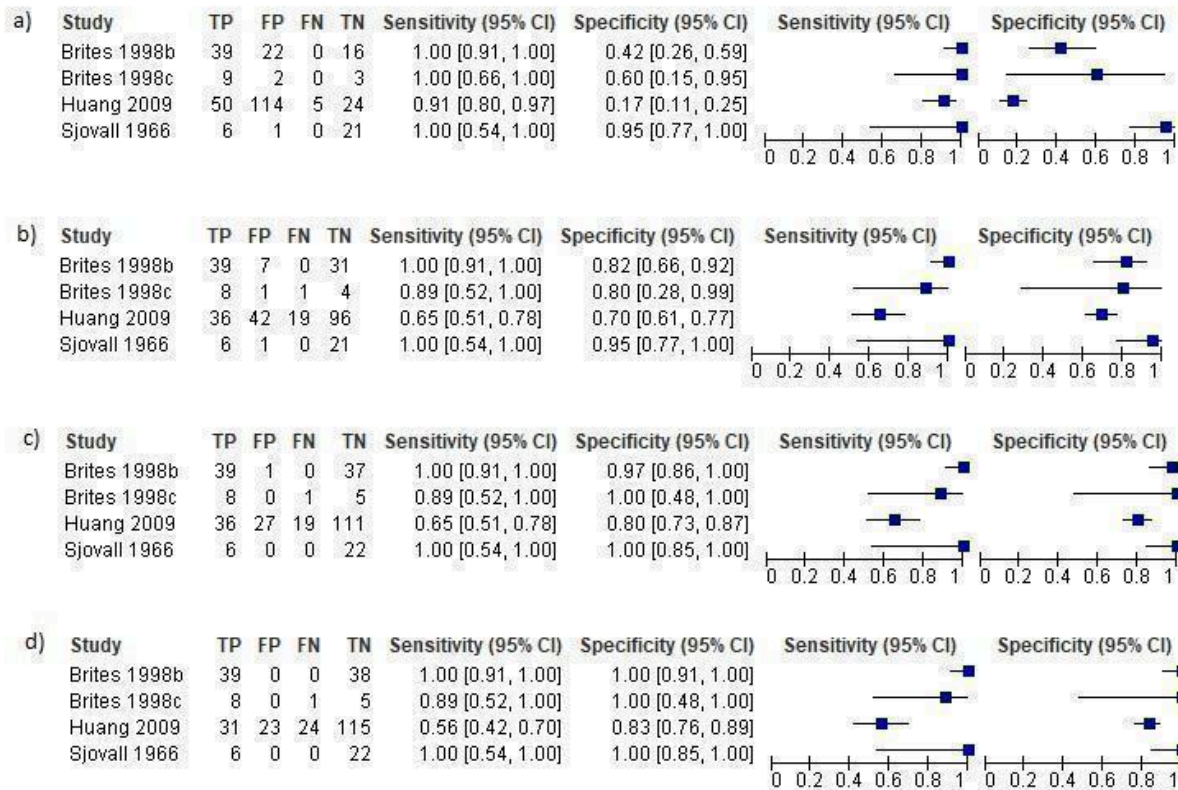 a) Study TP FP FN TN Sensitivity (95% CI) Specificity (95% CI) Sensitivity (95% CI) Specificity (95% CI)
Brites 1998b 39 22 0 16 1.00 [0.91, 1.00] 0.42 [0.26, 0.59]
Brites 1998c 9 2 0 3 1.00 [0.66, 1.00] 0.60 [0.15, 0.95]
Huang 2009 50 114 5 24 0.91 [0.80, 0.97] 0.17 [0.11, 0.25]
Sjovall 1966 6 1 0 21 1.00 [0.54, 1.00] 0.95 [0.77, 1.00]
0 0.2 0.4 0.6 0.8 1 0 0.2 0.4 0.6 0.8 1
b) Study TP FP FN TN Sensitivity (95% CI) Specificity (95% CI) Sensitivity (95% CI) Specificity (95% CI)
Brites 1998b 39 7 0 31 1.00 [0.91, 1.00] 0.82 [0.66, 0.92]
Brites 1998c 8 1 1 4 0.89 [0.52, 1.00] 0.80 [0.28, 0.99]
Huang 2009 36 42 19 96 0.65 [0.51, 0.78] 0.70 [0.61, 0.77]
Sjovall 1966 6 1 0 21 1.00 [0.54, 1.00] 0.95 [0.77, 1.00]
0 0.2 0.4 0.6 0.8 1 0 0.2 0.4 0.6 0.8 1
c) Study TP FP FN TN Sensitivity (95% CI) Specificity (95% CI) Sensitivity (95% CI) Specificity (95% CI)
Brites 1998b 39 1 0 37 1.00 [0.91, 1.00] 0.97 [0.86, 1.00]
Brites 1998c 8 0 1 5 0.89 [0.52, 1.00] 1.00 [0.48, 1.00]
Huang 2009 36 27 19 111 0.65 [0.51, 0.78] 0.80 [0.73, 0.87]
Sjovall 1966 6 0 0 22 1.00 [0.54, 1.00] 1.00 [0.85, 1.00]
0 0.2 0.4 0.6 0.8 1 0 0.2 0.4 0.6 0.8 1
d) Study TP FP FN TN Sensitivity (95% CI) Specificity (95% CI) Sensitivity (95% CI) Specificity (95% CI)
Brites 1998b 39 0 0 38 1.00 [0.91, 1.00] 1.00 [0.91, 1.00]
Brites 1998c 8 0 1 5 0.89 [0.52, 1.00] 1.00 [0.48, 1.00]
Huang 2009 31 23 24 115 0.56 [0.42, 0.70] 0.83 [0.76, 0.89]
Sjovall 1966 6 0 0 22 1.00 [0.54, 1.00] 1.00 [0.85, 1.00]
0 0.2 0.4 0.6 0.8 1 0 0.2 0.4 0.6 0.8 1